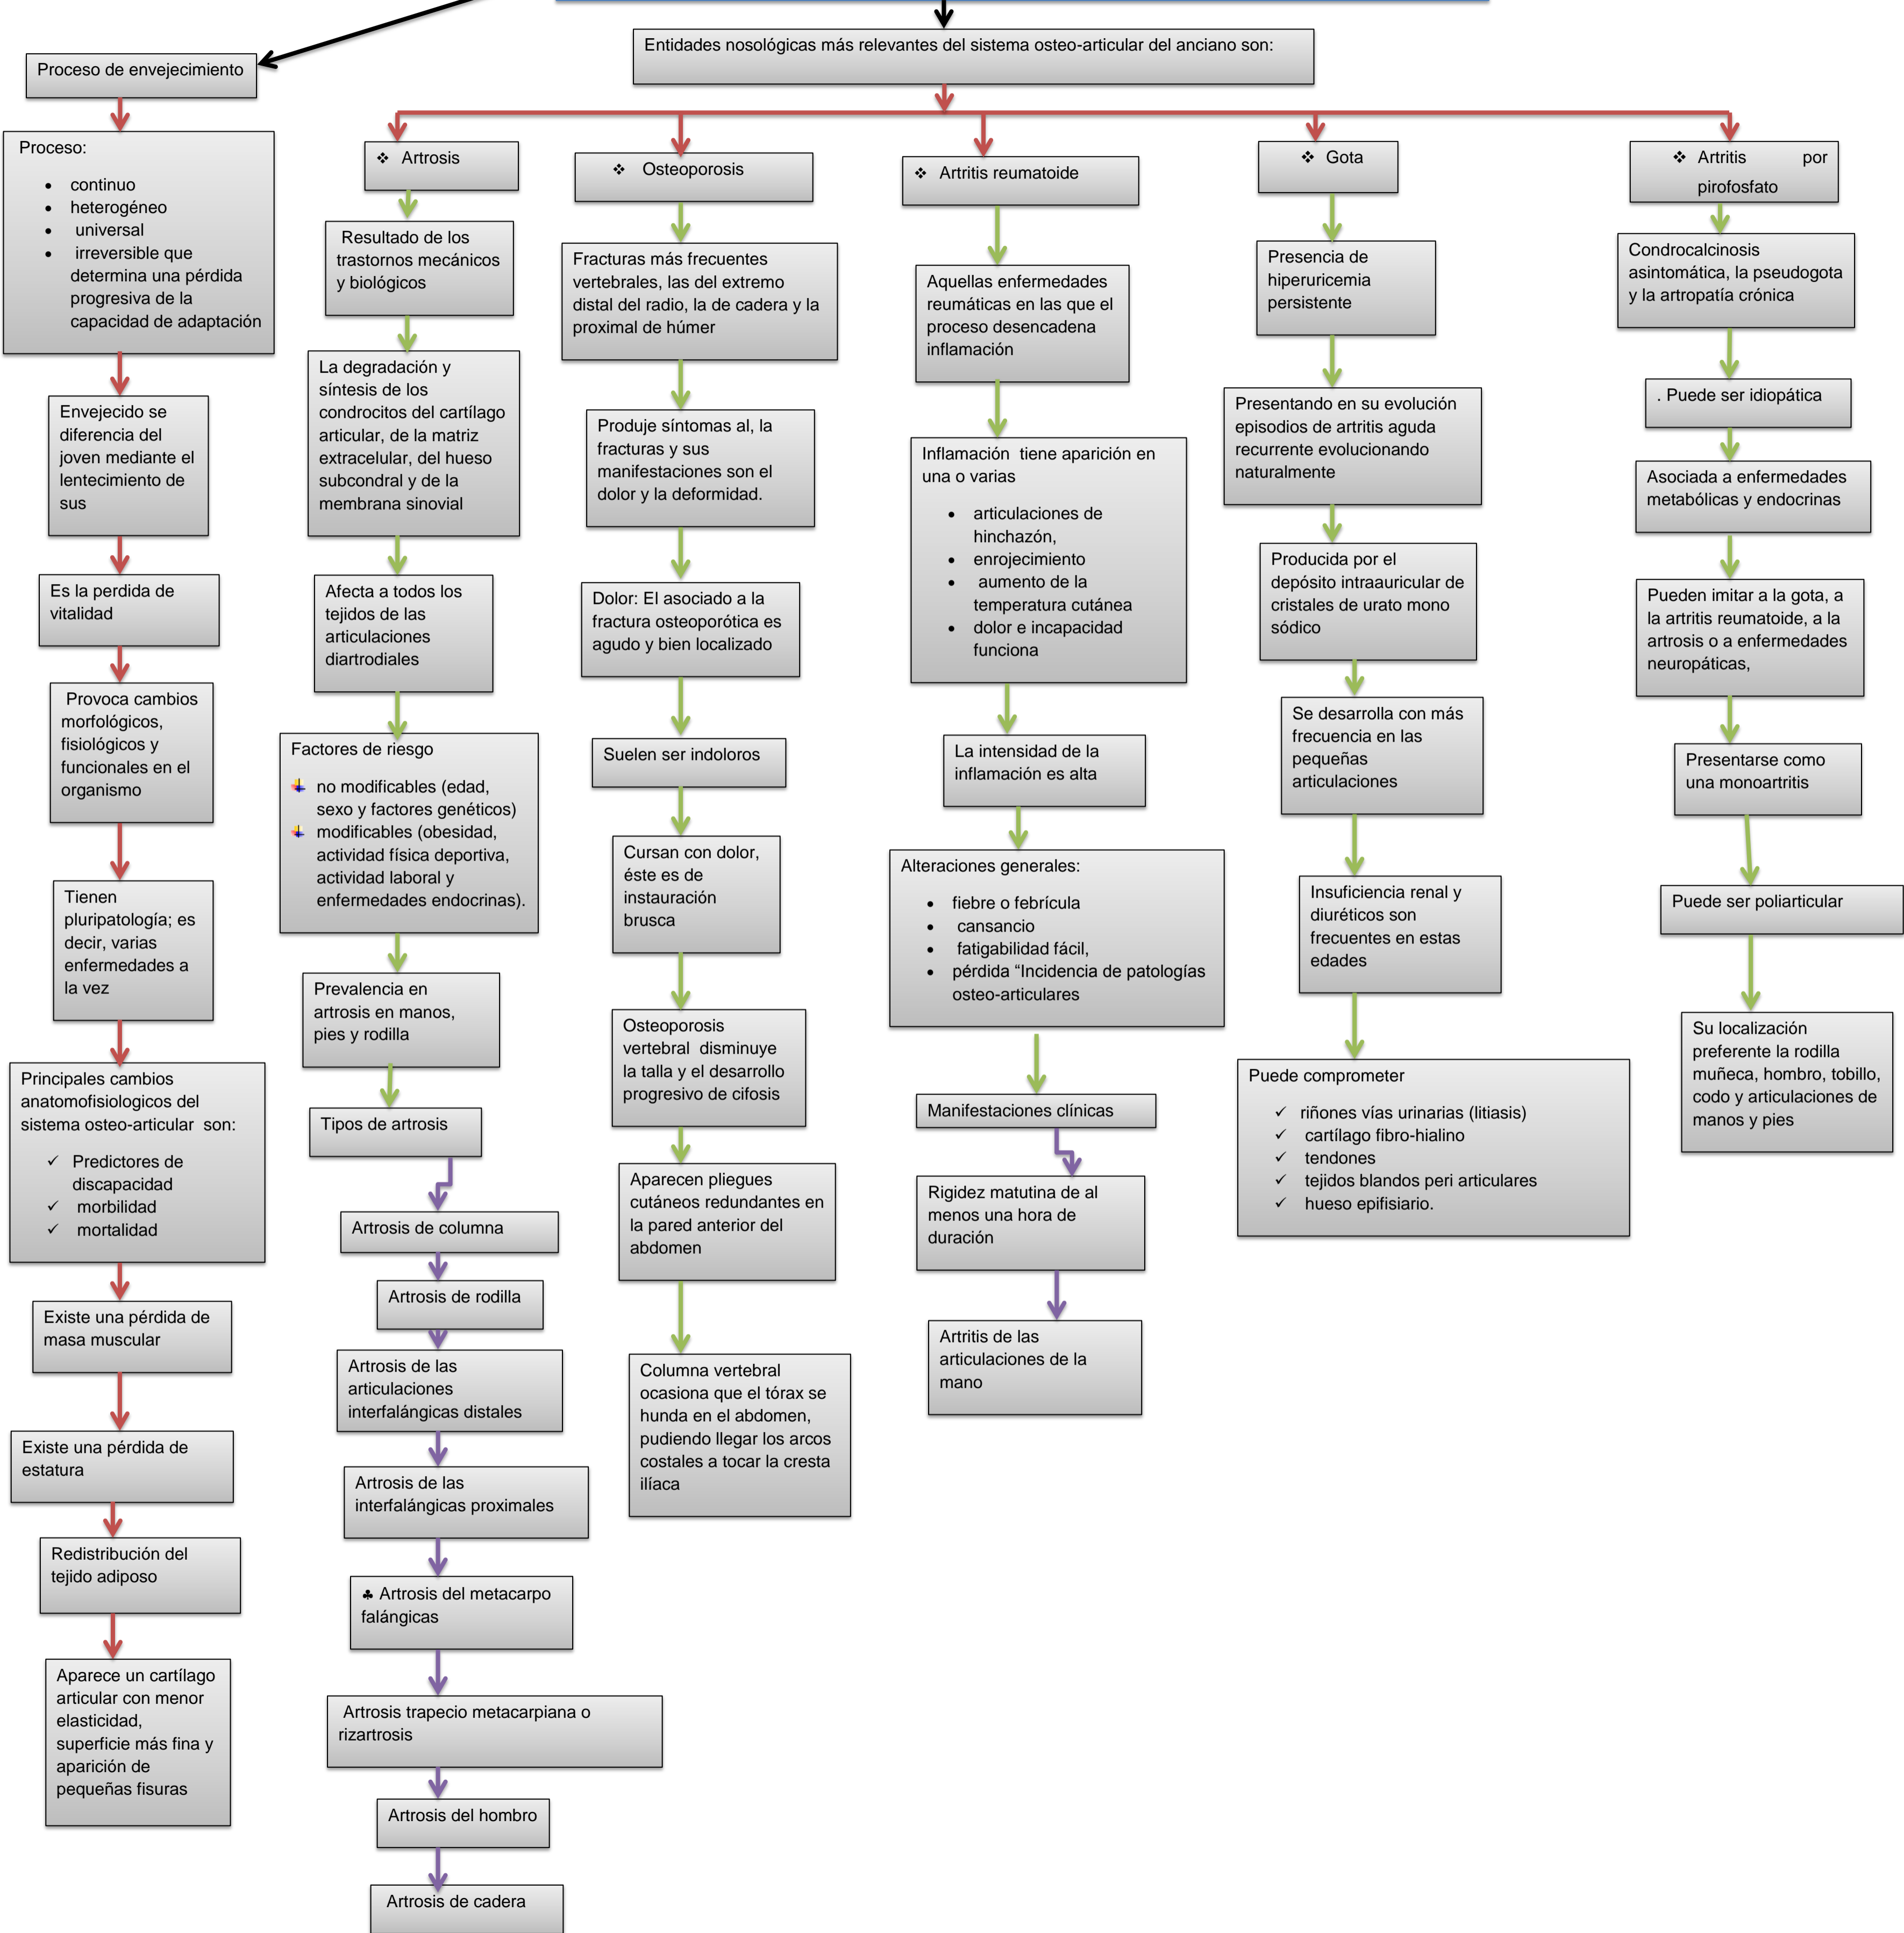 Entidades nosológicas más relevantes del sistema osteo-articular del anciano son:
Proceso de envejecimiento
Proceso:
• continuo
• heterogéneo
• universal
• irreversible que
determina una pérdida
progresiva de la
capacidad de adaptación
Envejecido se
diferencia del
joven mediante el
lentecimiento de
sus
Es la perdida de
vitalidad
Provoca cambios
morfológicos,
fisiológicos y
funcionales en el
organismo
Tienen
pluripatología; es
decir, varias
enfermedades a
la vez
Principales cambios
anatomofisiologicos del
sistema osteo-articular son:
✓ Predictores de
discapacidad
✓ morbilidad
✓ mortalidad
Existe una pérdida de
masa muscular
Existe una pérdida de
estatura
Redistribución del
tejido adiposo
Aparece un cartílago
articular con menor
elasticidad,
superficie más fina y
aparición de
pequeñas fisuras
❖ Artrosis
Resultado de los
trastornos mecánicos
y biológicos
La degradación y
síntesis de los
condrocitos del cartílago
articular, de la matriz
extracelular, del hueso
subcondral y de la
membrana sinovial
Afecta a todos los
tejidos de las
articulaciones
diartrodiales
Factores de riesgo
no modificables (edad,
sexo y factores genéticos)
modificables (obesidad,
actividad física deportiva,
actividad laboral y
enfermedades endocrinas).
Prevalencia en
artrosis en manos,
pies y rodilla
Tipos de artrosis
Artrosis de columna
Artrosis de rodilla
Artrosis de las
articulaciones
interfalángicas distales
Artrosis de las
interfalángicas proximales
♣ Artrosis del metacarpo
falángicas
Artrosis trapecio metacarpiana o
rizartrosis
Artrosis del hombro
Artrosis de cadera
❖ Osteoporosis
Fracturas más frecuentes
vertebrales, las del extremo
distal del radio, la de cadera y la
proximal de húmer
Produje síntomas al, la
fracturas y sus
manifestaciones son el
dolor y la deformidad.
Dolor: El asociado a la
fractura osteoporótica es
agudo y bien localizado
Suelen ser indoloros
Cursan con dolor,
éste es de
instauración
brusca
Osteoporosis
vertebral disminuye
la talla y el desarrollo
progresivo de cifosis
Aparecen pliegues
cutáneos redundantes en
la pared anterior del
abdomen
Columna vertebral
ocasiona que el tórax se
hunda en el abdomen,
pudiendo llegar los arcos
costales a tocar la cresta
ilíaca
❖ Artritis reumatoide
Aquellas enfermedades
reumáticas en las que el
proceso desencadena
inflamación
Inflamación tiene aparición en
una o varias
• articulaciones de
hinchazón,
• enrojecimiento
• aumento de la
temperatura cutánea
• dolor e incapacidad
funciona
La intensidad de la
inflamación es alta
Alteraciones generales:
• fiebre o febrícula
• cansancio
• fatigabilidad fácil,
• pérdida “Incidencia de patologías
osteo-articulares
Manifestaciones clínicas
Rigidez matutina de al
menos una hora de
duración
Artritis de las
articulaciones de la
mano
❖ Gota
Presencia de
hiperuricemia
persistente
Presentando en su evolución
episodios de artritis aguda
recurrente evolucionando
naturalmente
Producida por el
depósito intraauricular de
cristales de urato mono
sódico
Se desarrolla con más
frecuencia en las
pequeñas
articulaciones
Insuficiencia renal y
diuréticos son
frecuentes en estas
edades
Puede comprometer
✓ riñones vías urinarias (litiasis)
✓ cartílago fibro-hialino
✓ tendones
✓ tejidos blandos peri articulares
✓ hueso epifisiario.
❖ Artritis por
pirofosfato
Condrocalcinosis
asintomática, la pseudogota
y la artropatía crónica
. Puede ser idiopática
Asociada a enfermedades
metabólicas y endocrinas
Pueden imitar a la gota, a
la artritis reumatoide, a la
artrosis o a enfermedades
neuropáticas,
Presentarse como
una monoartritis
Puede ser poliarticular
Su localización
preferente la rodilla
muñeca, hombro, tobillo,
codo y articulaciones de
manos y pies